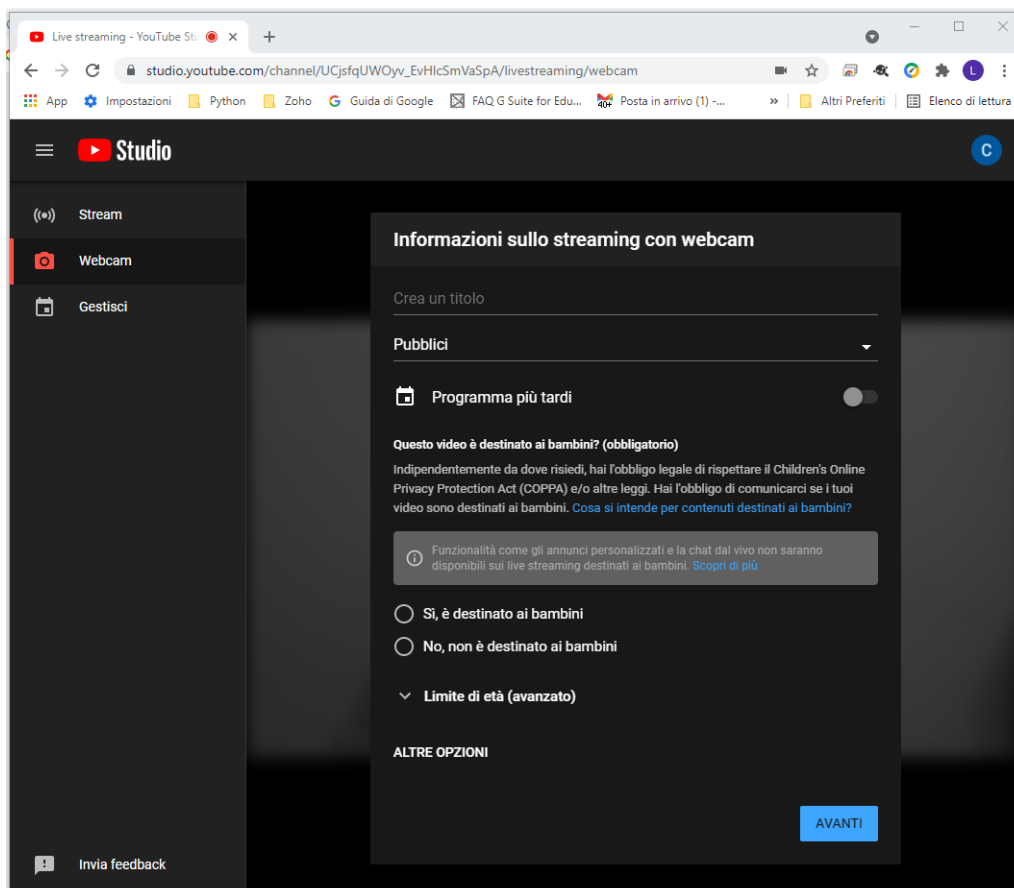 Live streaming - YouTube Stu
studio.youtube.com/channel/UCjsfqUWOyv_EvHIcSmVaSpA/livestreaming/webcam
L
App Impostazioni Python Zoho G Guida di Google FAQ G Suite for Edu... 40+ Posta in arrivo (1) -... » Altri Preferiti Elenco di lettura
Studio
C
Stream
Webcam
Gestisci
Informazioni sullo streaming con webcam
Crea un titolo
Pubblici
Programma più tardi
Questo video è destinato ai bambini? (obbligatorio)
Indipendentemente da dove risiedi, hai l'obbligo legale di rispettare il Children's Online
Privacy Protection Act (COPPA) e/o altre leggi. Hai l'obbligo di comunicarci se i tuoi
video sono destinati ai bambini. Cosa si intende per contenuti destinati ai bambini?
Funzionalità come gli annunci personalizzati e la chat dal vivo non saranno
disponibili sui live streaming destinati ai bambini. Scopri di più
Sì, è destinato ai bambini
No, non è destinato ai bambini
Limite di età (avanzato)
ALTRE OPZIONI
AVANTI
Invia feedback